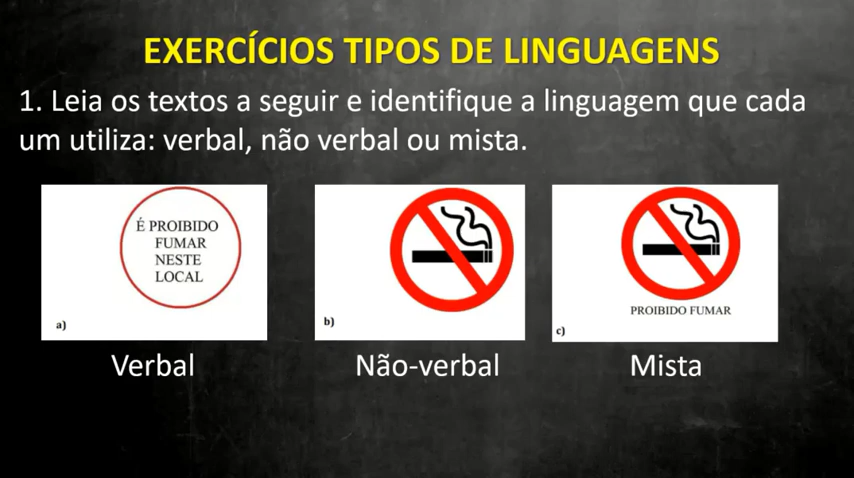 EXERCÍCIOS TIPOS DE LINGUAGENS
1. Leia os textos a seguir e identifique a linguagem que cada
um utiliza: verbal, não verbal ou mista.
É PROIBIDO
FUMAR
NESTE
LOCAL
a)
b)
PROIBIDO FUMAR
c)
Verbal
Não-verbal
Mista